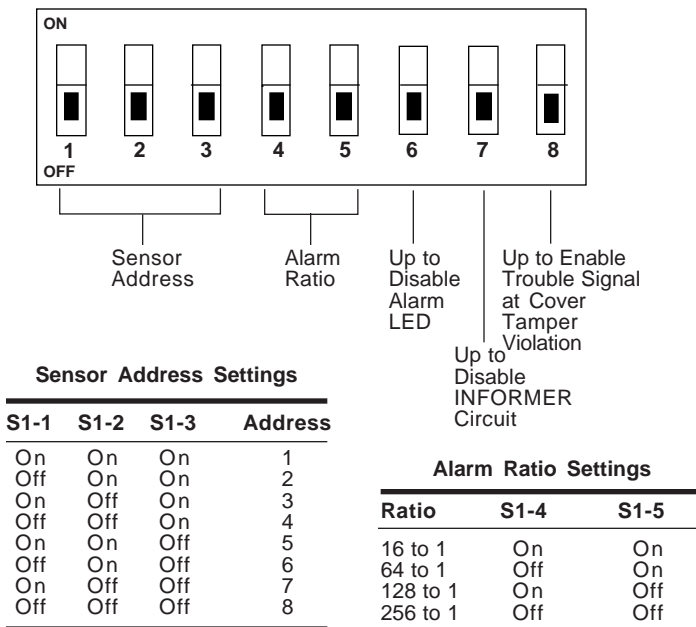 ON
1 2 3 4 5 6 7 8
OFF
Sensor
Address
Alarm
Ratio
Up to
Disable
Alarm
LED
Up to
Disable
INFORMER
Circuit
Up to Enable
Trouble Signal
at Cover
Tamper
Violation
Sensor Address Settings
S1-1 S1-2 S1-3 Address
On On On 1
Off On On 2
On Off On 3
Off Off On 4
On On Off 5
Off On Off 6
On Off Off 7
Off Off Off 8
Alarm Ratio Settings
Ratio S1-4 S1-5
16 to 1 On On
64 to 1 Off On
128 to 1 On Off
256 to 1 Off Off